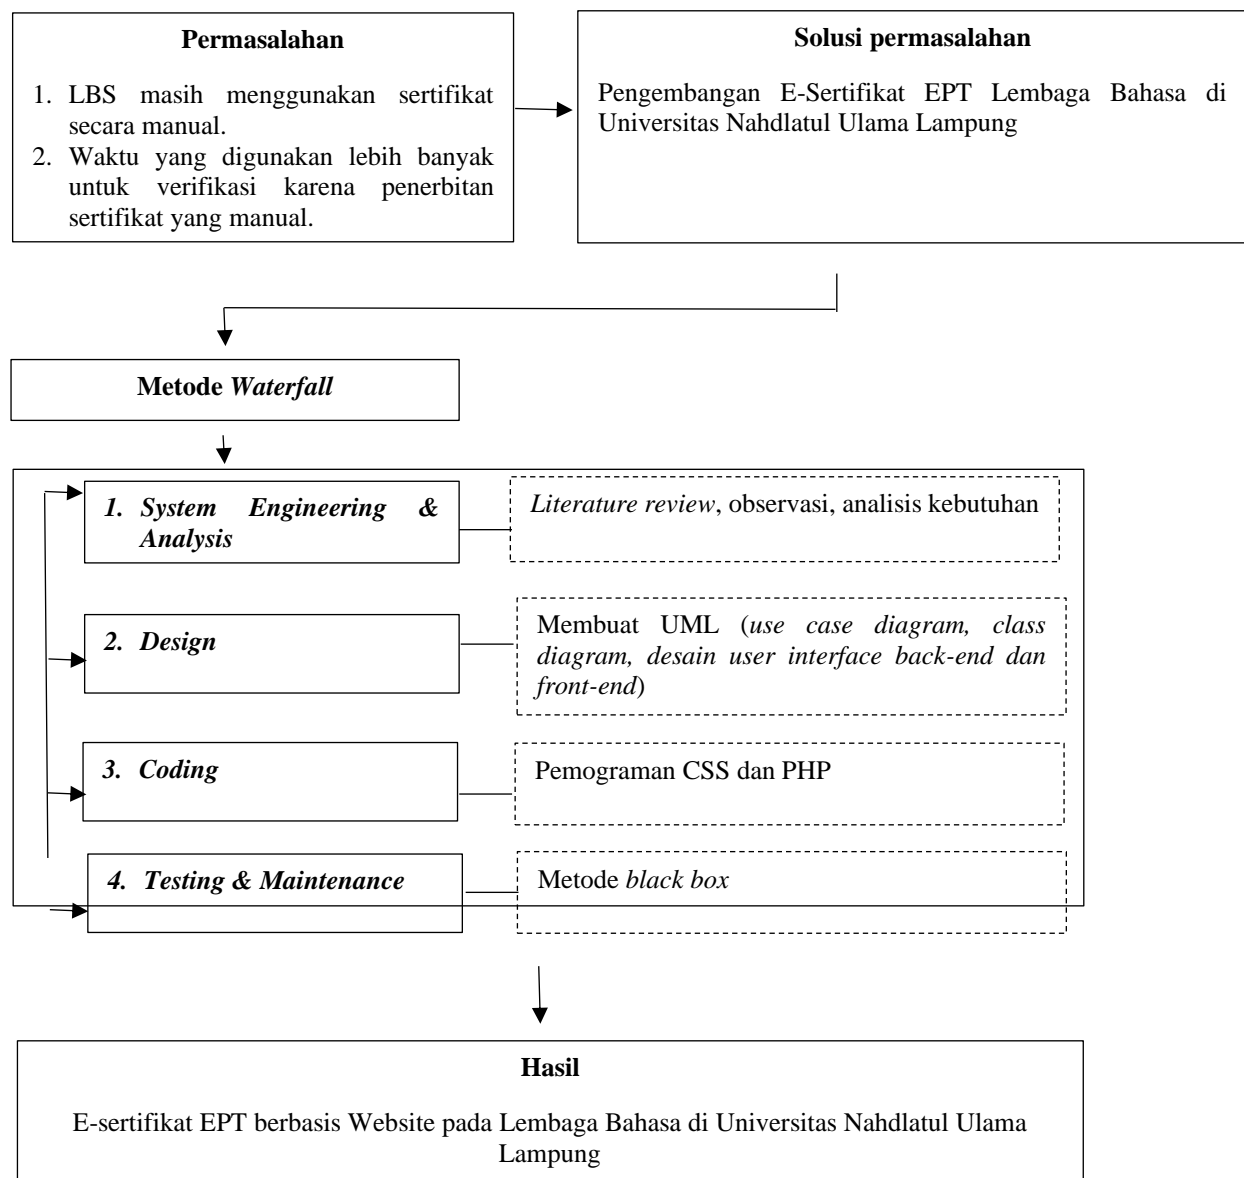 Permasalahan
1. LBS masih menggunakan sertifikat
secara manual.
2. Waktu yang digunakan lebih banyak
untuk verifikasi karena penerbitan
sertifikat yang manual.
Solusi permasalahan
Pengembangan E-Sertifikat EPT Lembaga Bahasa di
Universitas Nahdlatul Ulama Lampung
Metode Waterfall
1. System Engineering &
Analysis
Literature review, observasi, analisis kebutuhan
2. Design
Membuat UML (use case diagram, class
diagram, desain user interface back-end dan
front-end)
3. Coding
Pemograman CSS dan PHP
4. Testing & Maintenance
Metode black box
Hasil
E-sertifikat EPT berbasis Website pada Lembaga Bahasa di Universitas Nahdlatul Ulama
Lampung